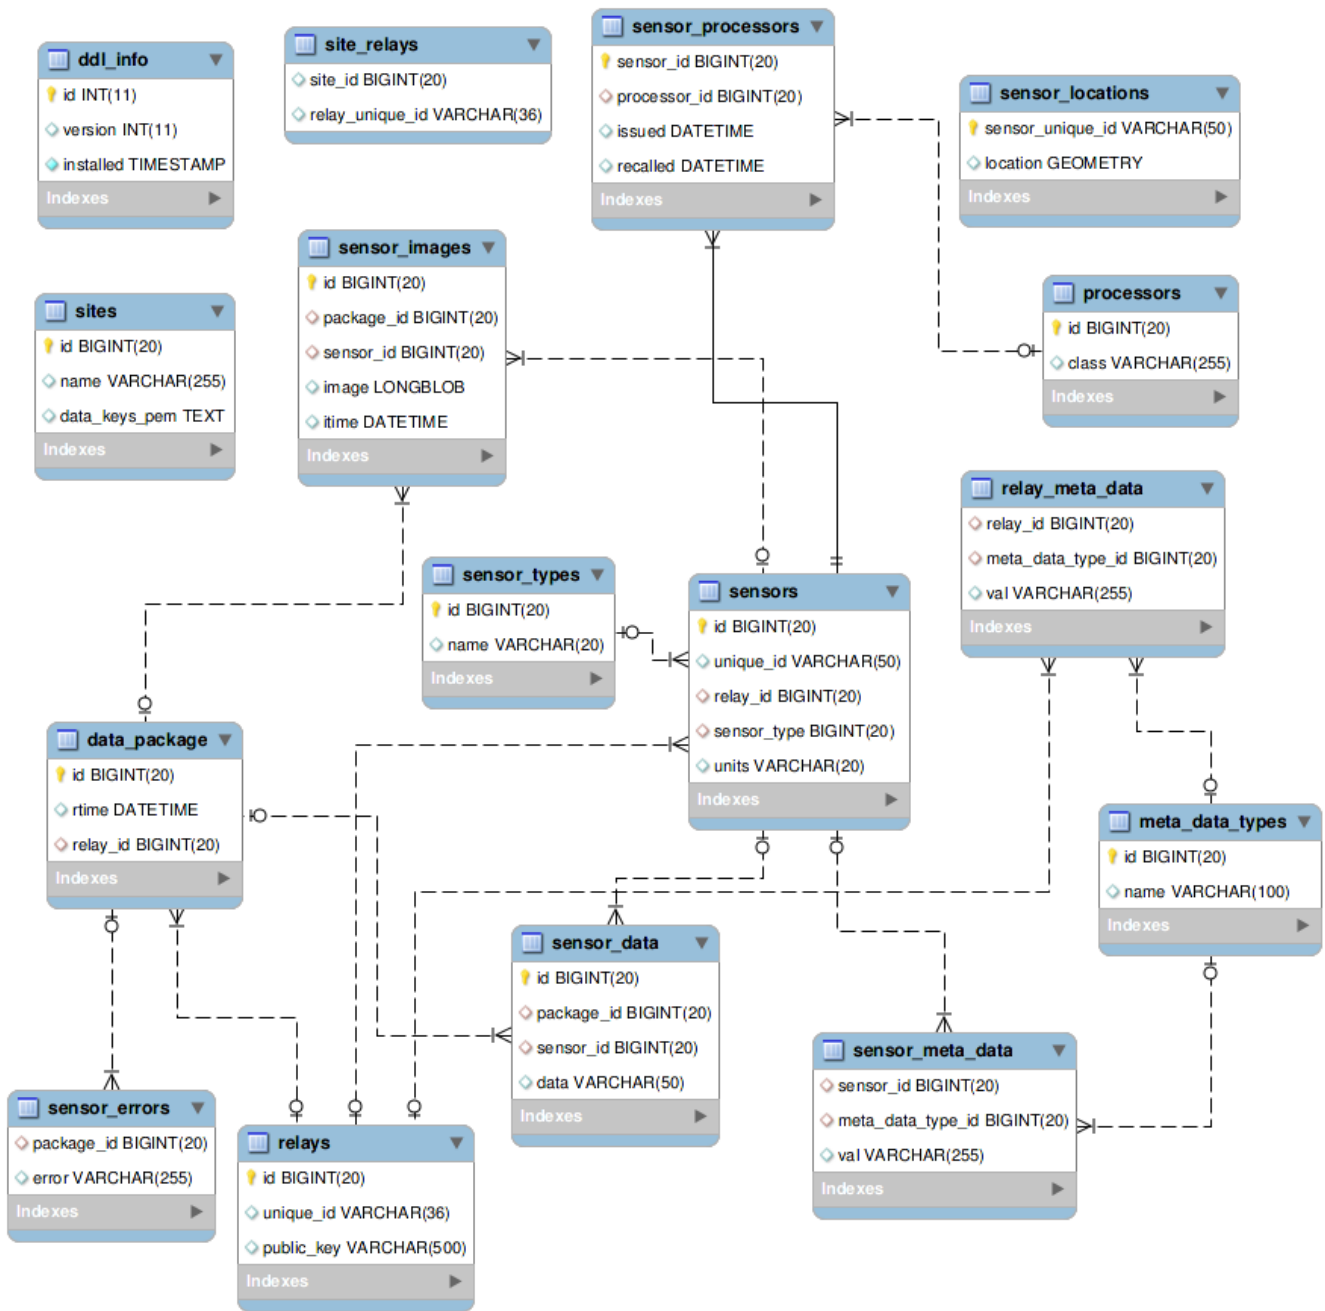 ddl_info
id INT(11)
version INT(11)
installed TIMESTAMP
Indexes
site_relays
site_id BIGINT(20)
relay_unique_id VARCHAR(36)
sensor_processors
sensor_id BIGINT(20)
processor_id BIGINT(20)
issued DATETIME
recalled DATETIME
Indexes
sensor_locations
sensor_unique_id VARCHAR(50)
location GEOMETRY
Indexes
sensor_images
id BIGINT(20)
package_id BIGINT(20)
sensor_id BIGINT(20)
image LONGBLOB
itime DATETIME
Indexes
sites
id BIGINT(20)
name VARCHAR(255)
data_keys_pem TEXT
Indexes
processors
id BIGINT(20)
class VARCHAR(255)
Indexes
relay_meta_data
relay_id BIGINT(20)
meta_data_type_id BIGINT(20)
val VARCHAR(255)
Indexes
sensor_types
id BIGINT(20)
name VARCHAR(20)
Indexes
sensors
id BIGINT(20)
unique_id VARCHAR(50)
relay_id BIGINT(20)
sensor_type BIGINT(20)
units VARCHAR(20)
Indexes
data_package
id BIGINT(20)
rtime DATETIME
relay_id BIGINT(20)
Indexes
meta_data_types
id BIGINT(20)
name VARCHAR(100)
Indexes
sensor_data
id BIGINT(20)
package_id BIGINT(20)
sensor_id BIGINT(20)
data VARCHAR(50)
Indexes
sensor_meta_data
sensor_id BIGINT(20)
meta_data_type_id BIGINT(20)
val VARCHAR(255)
Indexes
sensor_errors
package_id BIGINT(20)
error VARCHAR(255)
Indexes
relays
id BIGINT(20)
unique_id VARCHAR(36)
public_key VARCHAR(500)
Indexes